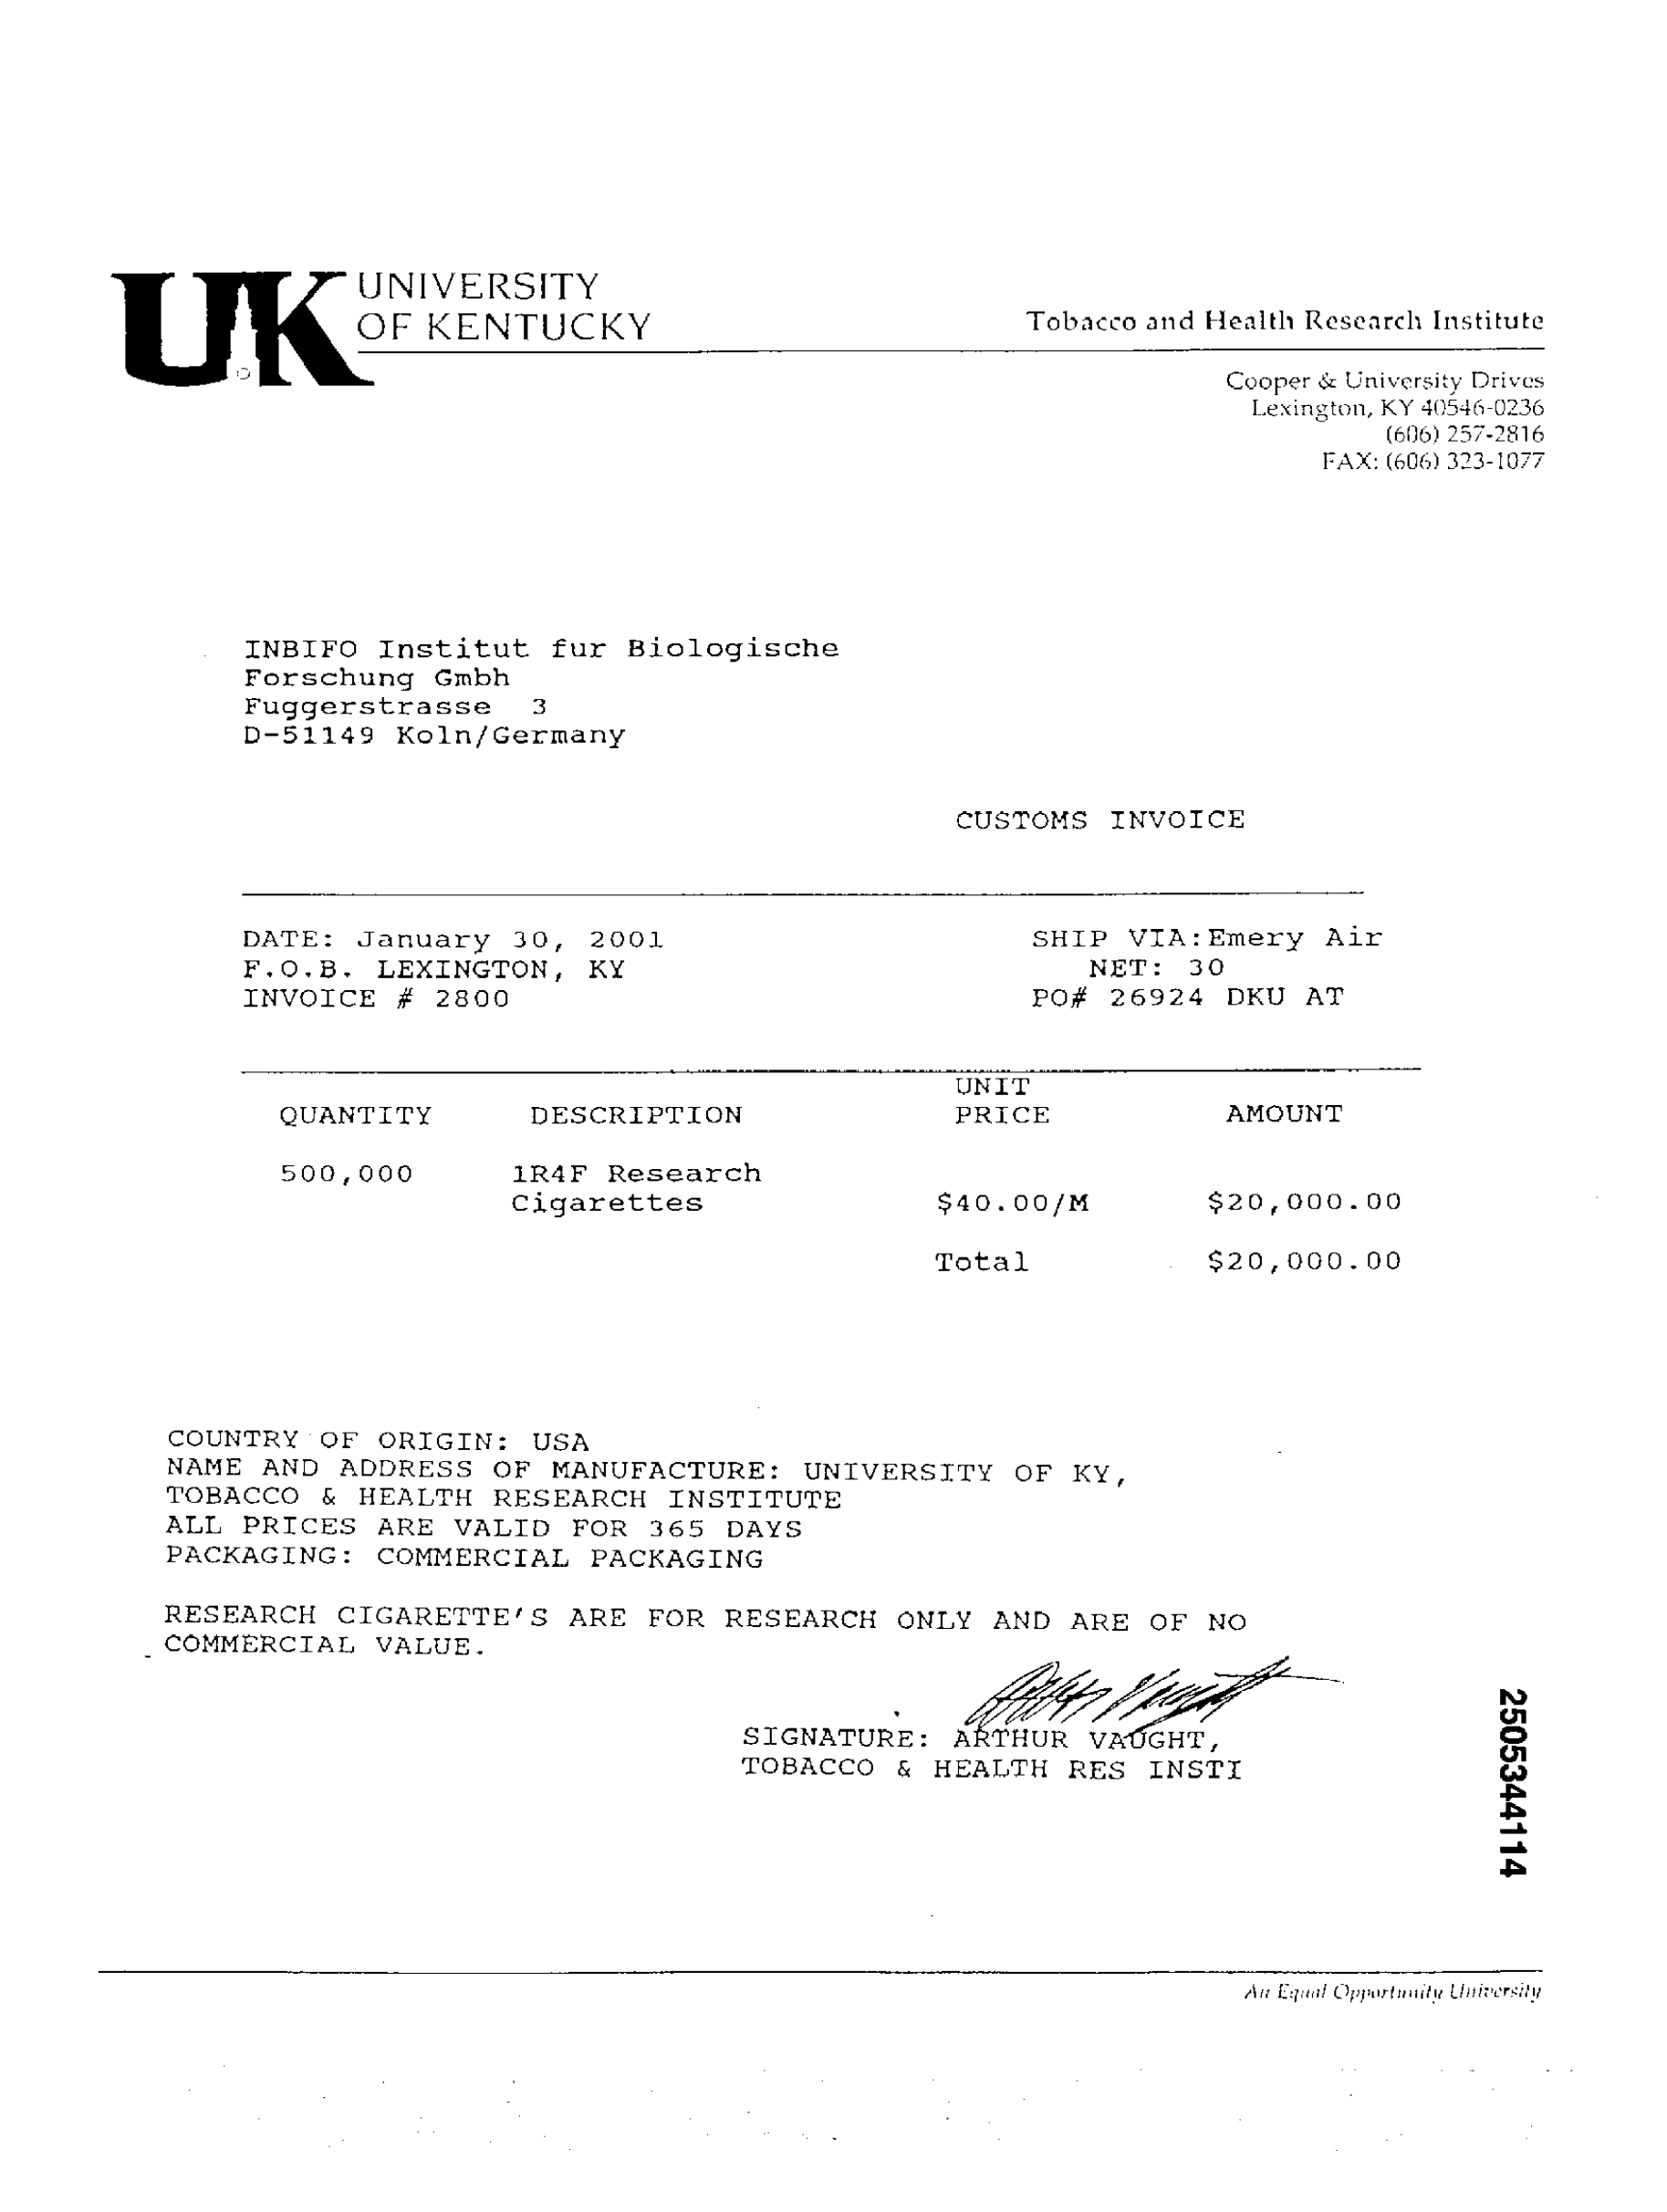 UK UNIVERSITY
OF KENTUCKY
Tobacco and Health Research Institute
Cooper & University Drives
Lexington, KY 40546-0236
(606) 257-2816
FAX: (606) 323-1077
INBIFO Institut fur Biologische
Forschung Gmbh
Fuggerstrasse 3
D-51149 Koln/Germany
CUSTOMS INVOICE
DATE: January 30, 2001 SHIP VIA:Emery Air
F.O.B. LEXINGTON, KY NET: 30
INVOICE # 2800 PO# 26924 DKU AT
UNIT
QUANTITY DESCRIPTION PRICE AMOUNT
500,000 1R4F Research
Cigarettes $40.00/M $20,000.00
Total $20,000.00
COUNTRY OF ORIGIN: USA
NAME AND ADDRESS OF MANUFACTURE: UNIVERSITY OF KY,
TOBACCO & HEALTH RESEARCH INSTITUTE
ALL PRICES ARE VALID FOR 365 DAYS
PACKAGING: COMMERCIAL PACKAGING
RESEARCH CIGARETTE'S ARE FOR RESEARCH ONLY AND ARE OF NO
COMMERCIAL VALUE.
Arthur Vaught
SIGNATURE: ARTHUR VAUGHT,
TOBACCO & HEALTH RES INSTI
2505344114
An Equal Opportunity University